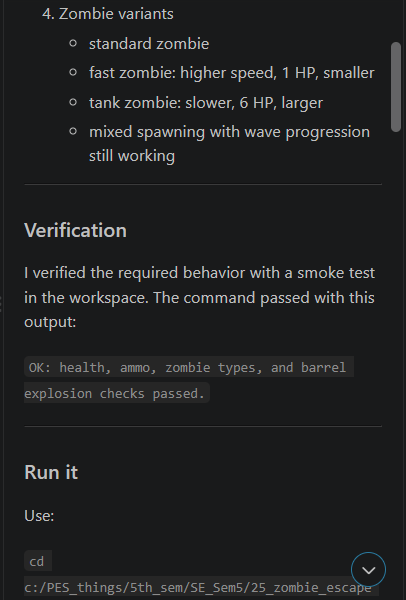 4. Zombie variants
standard zombie
fast zombie: higher speed, 1 HP, smaller
tank zombie: slower, 6 HP, larger
mixed spawning with wave progression
still working
Verification
I verified the required behavior with a smoke test
in the workspace. The command passed with this
output:
OK: health, ammo, zombie types, and barrel
explosion checks passed.
Run it
Use:
cd
c:/PES_things/5th_sem/SE_Sem5/25_zombie_escape